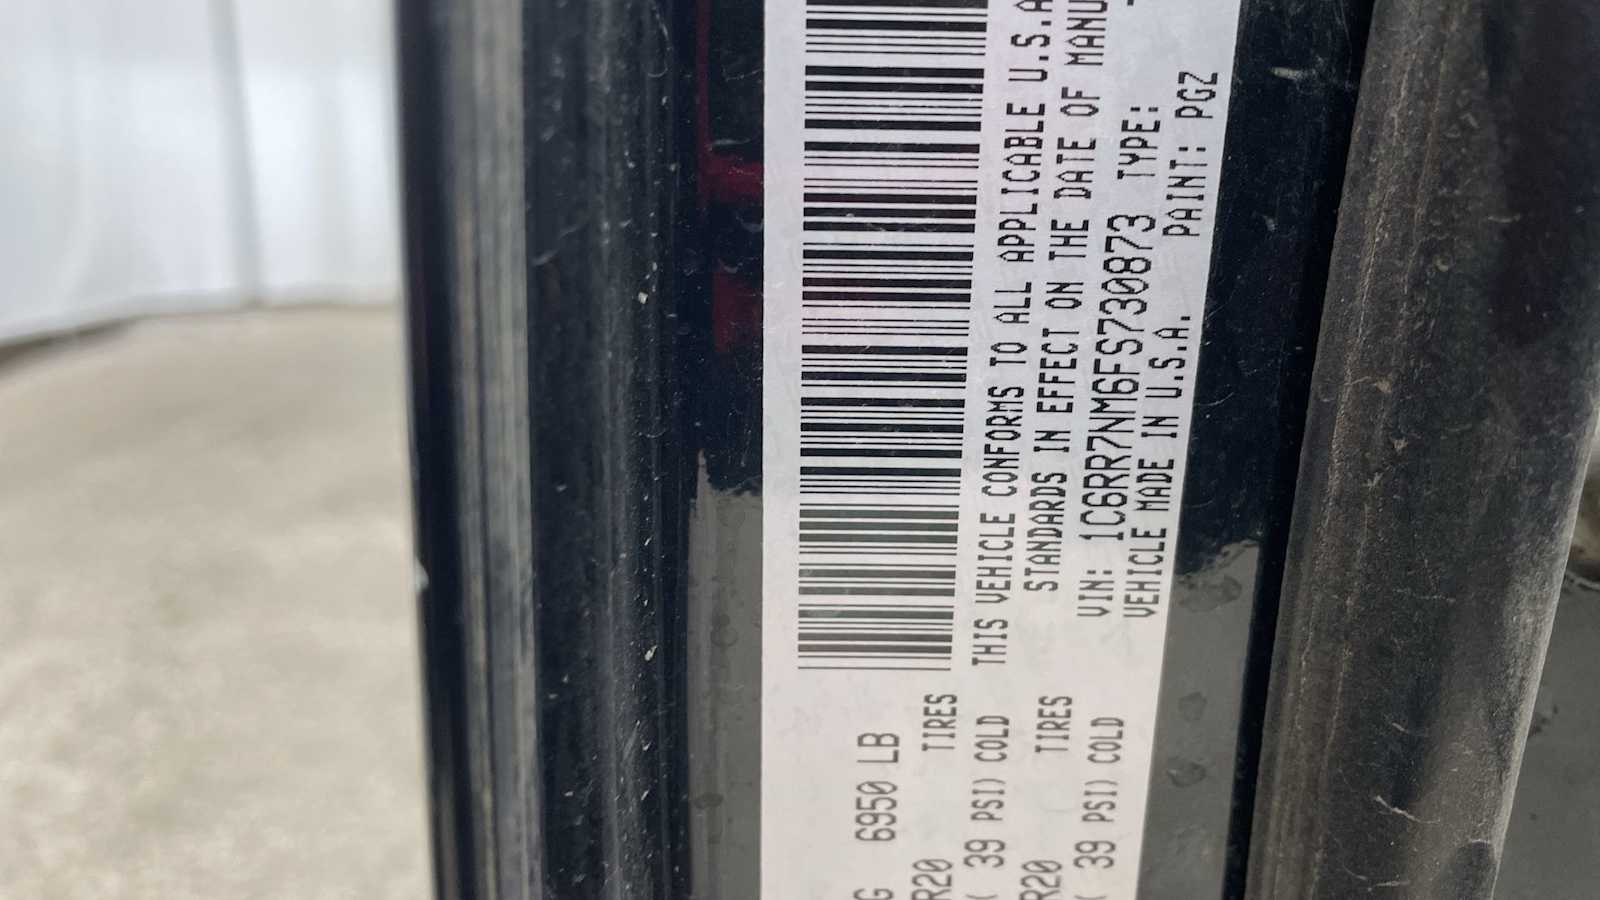 G 6950 LB
R20 TIRES
( 39 PSI) COLD
R20 TIRES
( 39 PSI) COLD
THIS VEHICLE CONFORMS TO ALL APPLICABLE U.S.A
STANDARDS IN EFFECT ON THE DATE OF MANU
VIN: 1C6RR7NM6FS730873 TYPE:
VEHICLE MADE IN U.S.A. PAINT: PGZ